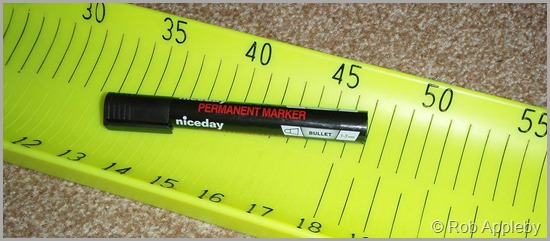 30 35 40 45 50 55
PERMANENT MARKER
niceday
BULLET
12 13 14 15 16 17 18 19
© Rob Appleby